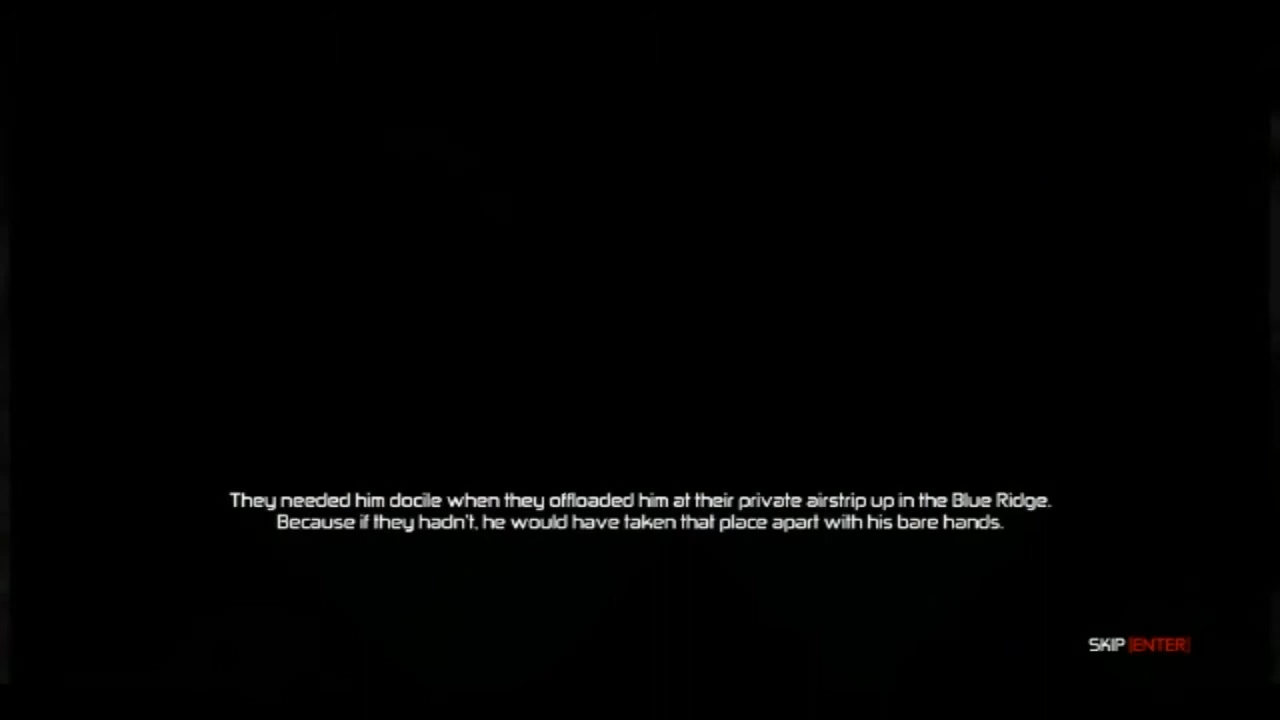 They needed him docile when they offloaded him at their private airstrip up in the Blue Ridge.
Because if they hadn't, he would have taken that place apart with his bare hands.
SKIP [ENTER]